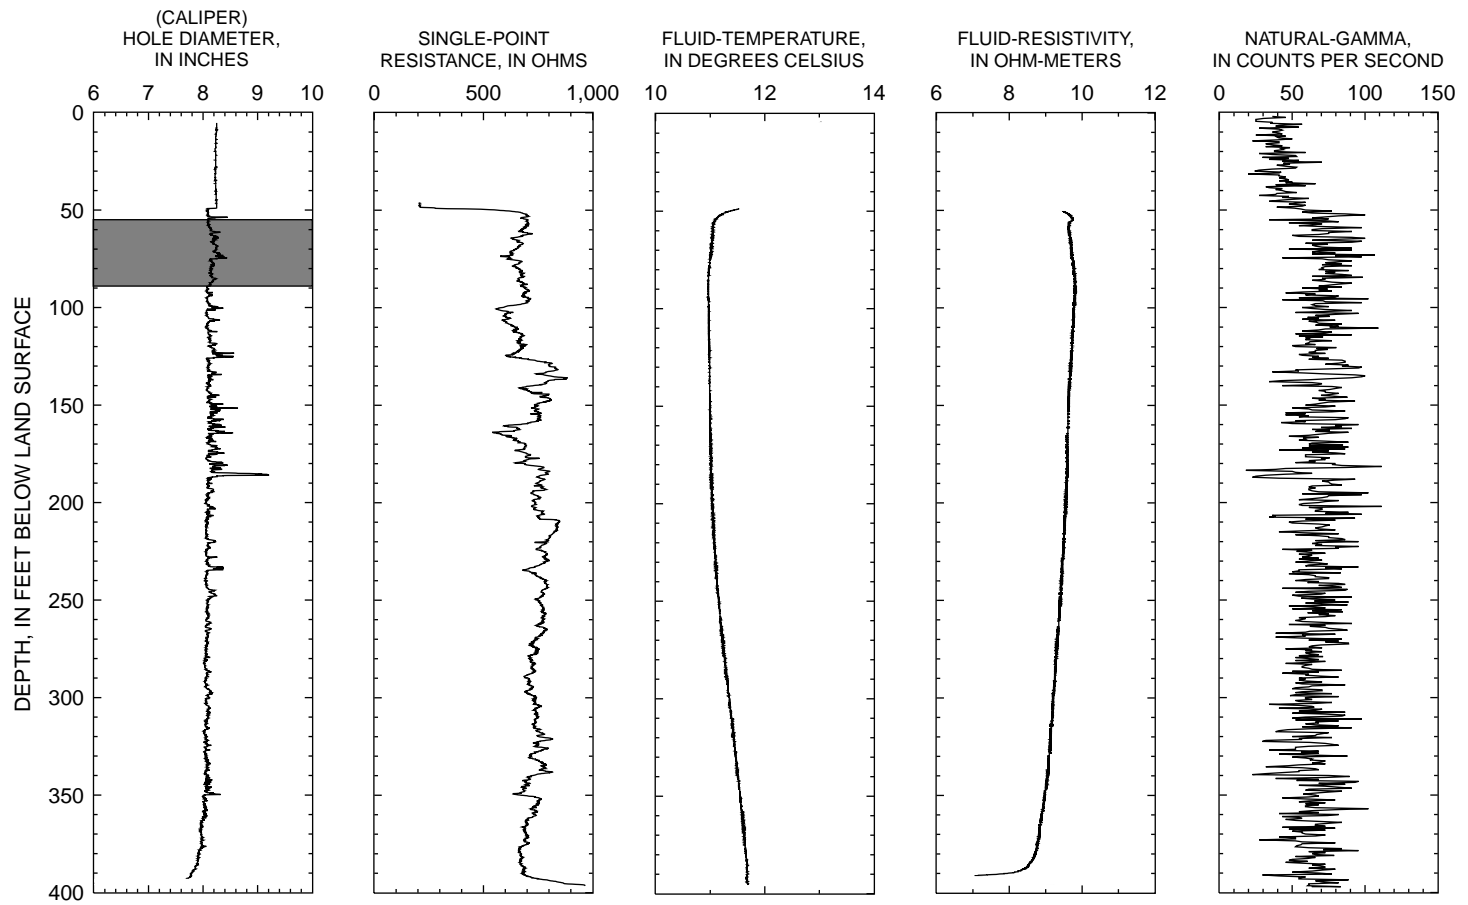 (CALIPER)
HOLE DIAMETER,
IN INCHES
SINGLE-POINT
RESISTANCE, IN OHMS
FLUID-TEMPERATURE,
IN DEGREES CELSIUS
FLUID-RESISTIVITY,
IN OHM-METERS
NATURAL-GAMMA,
IN COUNTS PER SECOND
6 7 8 9 10
0 500 1,000
10 12 14
6 8 10 12
0 50 100 150
DEPTH, IN FEET BELOW LAND SURFACE
0
50
100
150
200
250
300
350
400